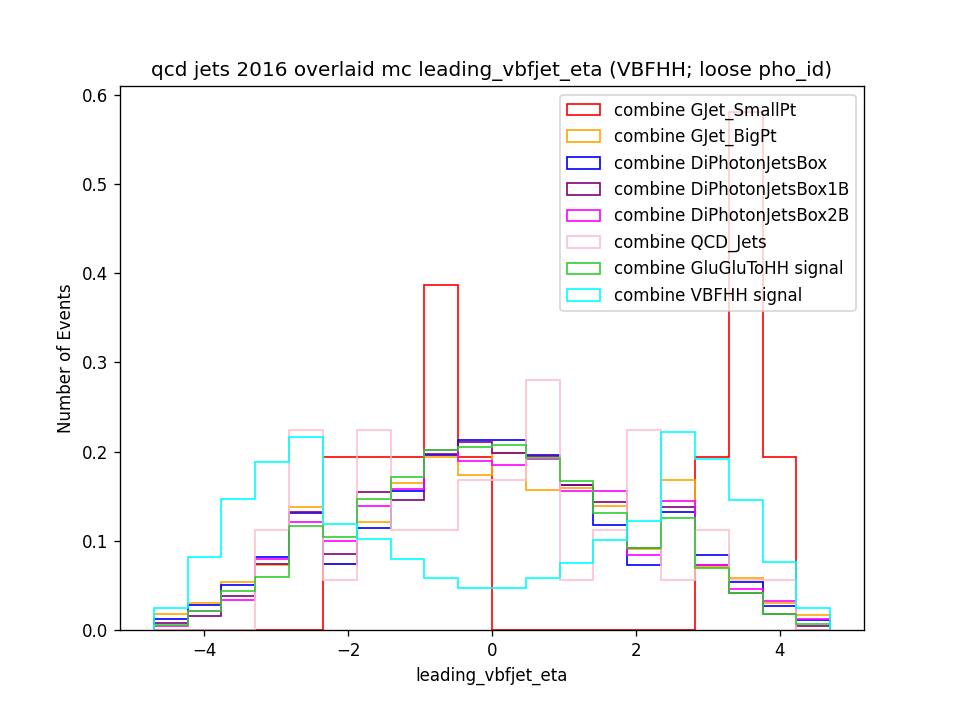 qcd jets 2016 overlaid mc leading_vbfjet_eta (VBFHH; loose pho_id)
combine GJet_SmallPt
combine GJet_BigPt
combine DiPhotonJetsBox
combine DiPhotonJetsBox1B
combine DiPhotonJetsBox2B
combine QCD_Jets
combine GluGluToHH signal
combine VBFHH signal
Number of Events
0.6
0.5
0.4
0.3
0.2
0.1
0.0
−4 −2 0 2 4
leading_vbfjet_eta